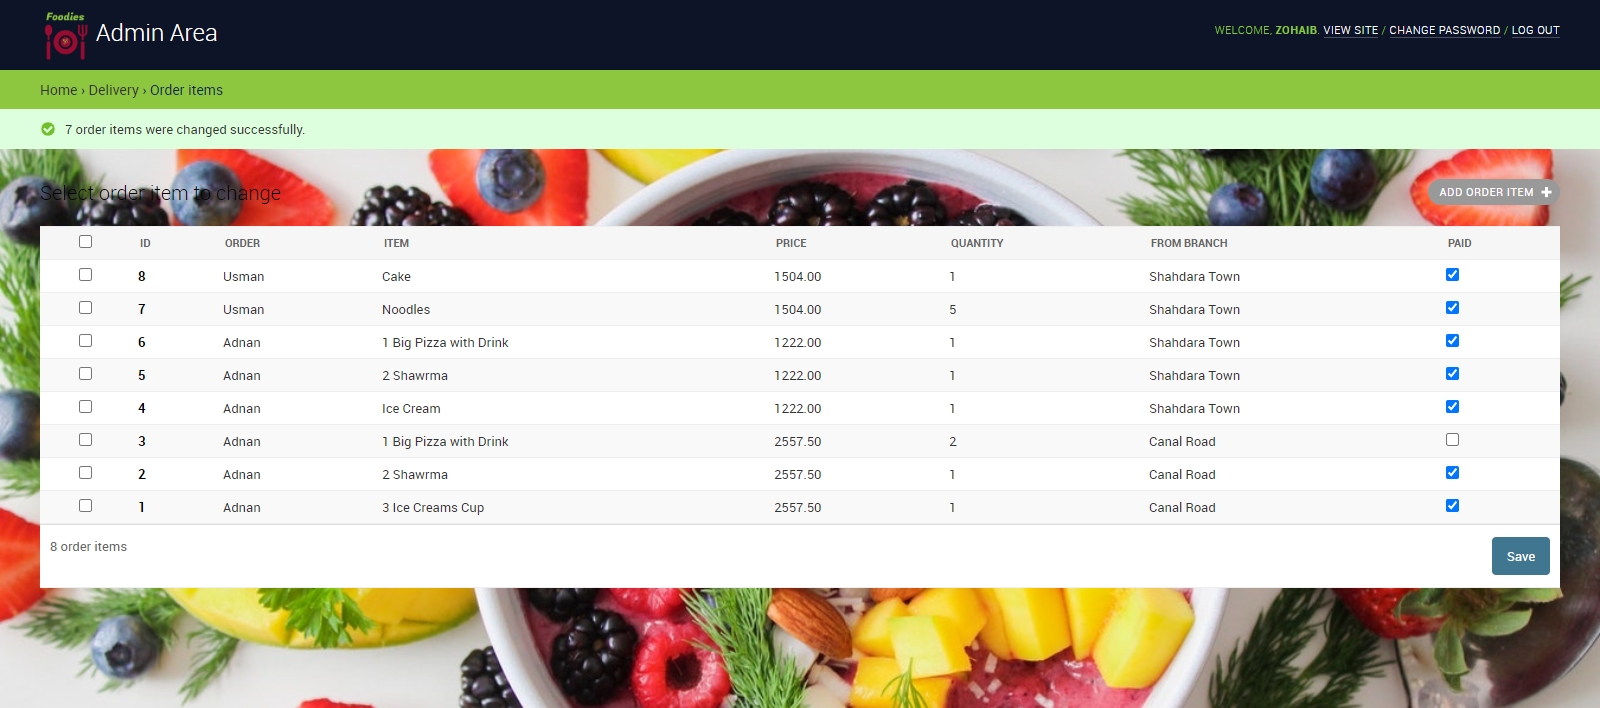 Foodies
Admin Area
WELCOME, ZOHAIB. VIEW SITE / CHANGE PASSWORD / LOG OUT
Home › Delivery › Order items
7 order items were changed successfully.
Select order item to change
ADD ORDER ITEM +
ID ORDER ITEM PRICE QUANTITY FROM BRANCH PAID
8 Usman Cake 1504.00 1 Shahdara Town
7 Usman Noodles 1504.00 5 Shahdara Town
6 Adnan 1 Big Pizza with Drink 1222.00 1 Shahdara Town
5 Adnan 2 Shawrma 1222.00 1 Shahdara Town
4 Adnan Ice Cream 1222.00 1 Shahdara Town
3 Adnan 1 Big Pizza with Drink 2557.50 2 Canal Road
2 Adnan 2 Shawrma 2557.50 1 Canal Road
1 Adnan 3 Ice Creams Cup 2557.50 1 Canal Road
8 order items
Save